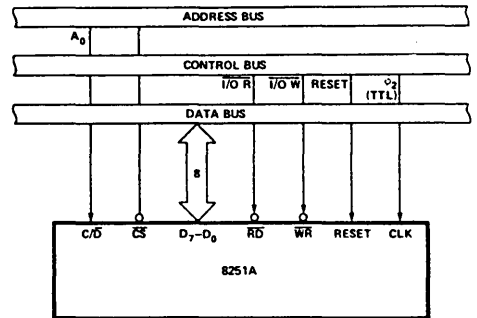 ADDRESS BUS
A₀
CONTROL BUS
I/O R I/O W RESET ϕ₂
(TTL)
DATA BUS
8
C/D CS D₇-D₀ RD WR RESET CLK
8251A